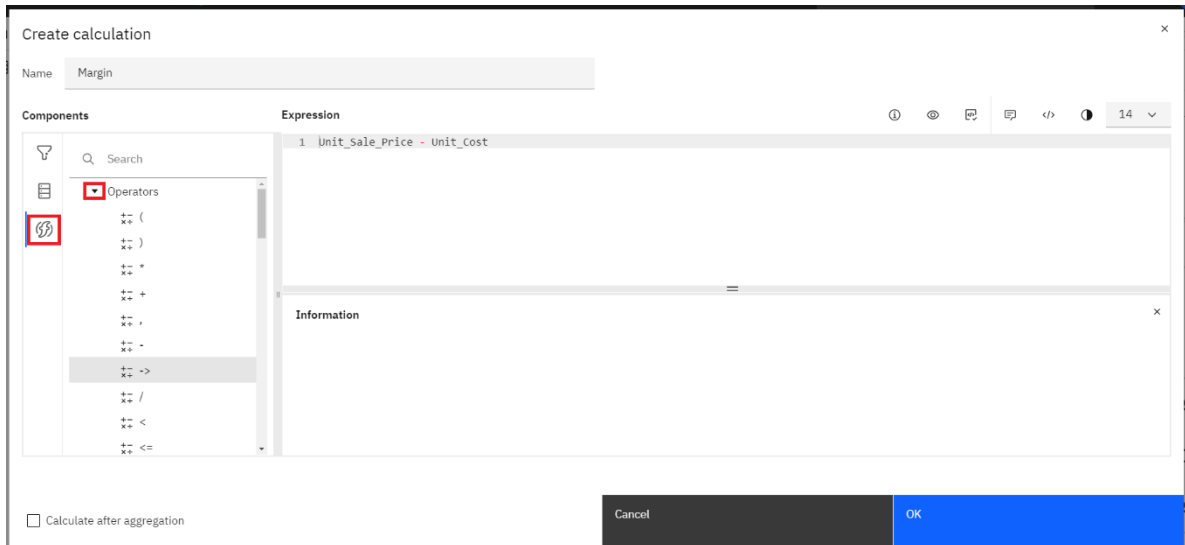 Create calculation
Name Margin
Components
Expression
14
Search
Operators
(
)
*
+
,
-
->
/
<
<=
1 Unit_Sale_Price - Unit_Cost
Information
Calculate after aggregation
Cancel
OK